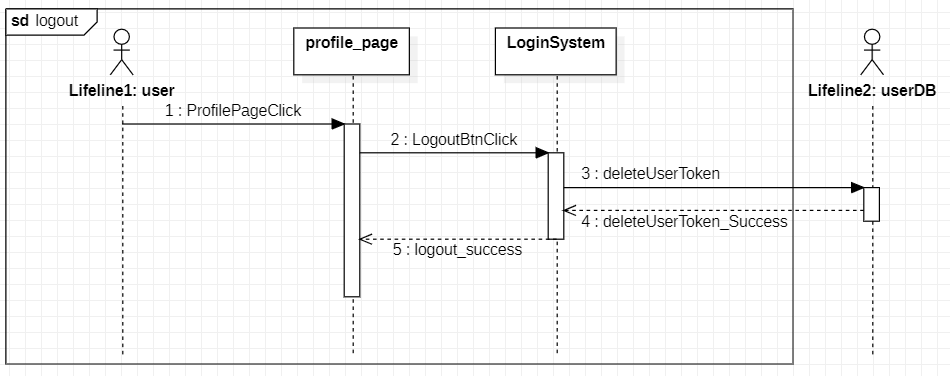 sd logout
profile_page
LoginSystem
Lifeline1: user
Lifeline2: userDB
1 : ProfilePageClick
2 : LogoutBtnClick
3 : deleteUserToken
4 : deleteUserToken_Success
5 : logout_success